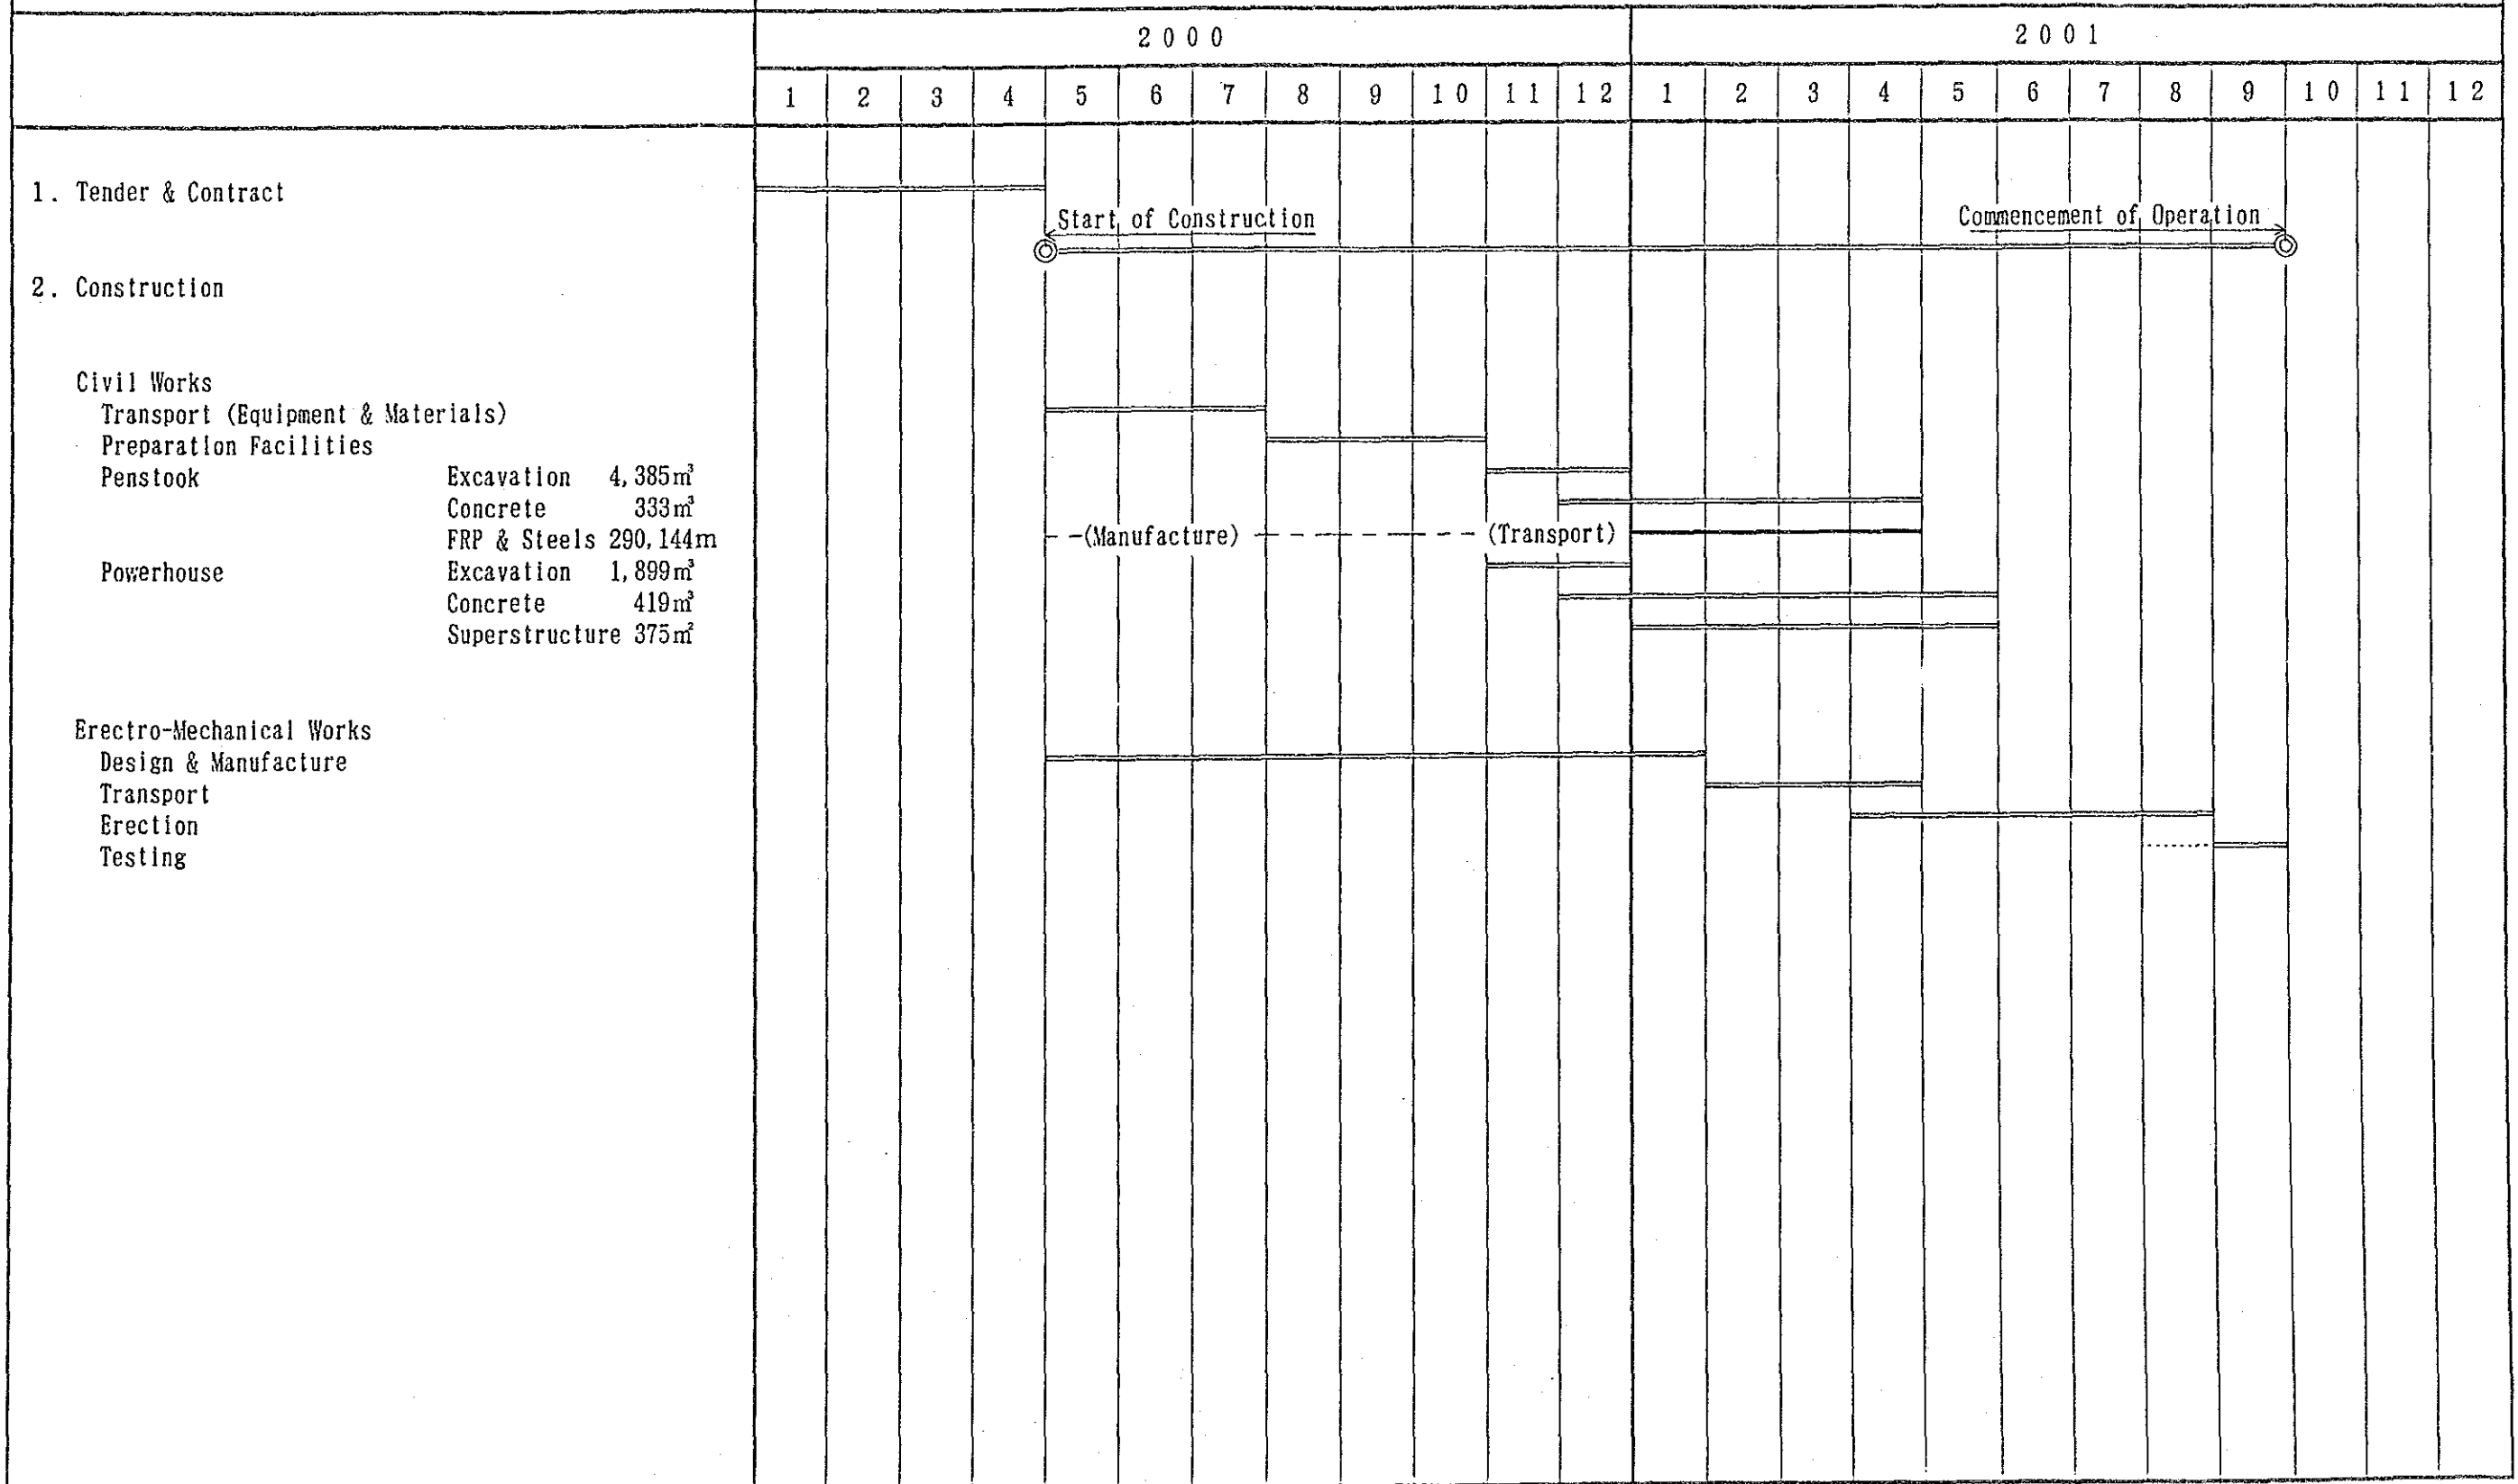 2000 2001
1 2 3 4 5 6 7 8 9 10 11 12 1 2 3 4 5 6 7 8 9 10 11 12
1. Tender & Contract
Start of Construction Commencement of Operation
2. Construction
Civil Works
Transport (Equipment & Materials)
Preparation Facilities
Penstook Excavation 4,385m³
Concrete 333m³
FRP & Steels 290,144m -(Manufacture) (Transport)
Powerhouse Excavation 1,899m³
Concrete 419m³
Superstructure 375m²
Erectro-Mechanical Works
Design & Manufacture
Transport
Erection
Testing